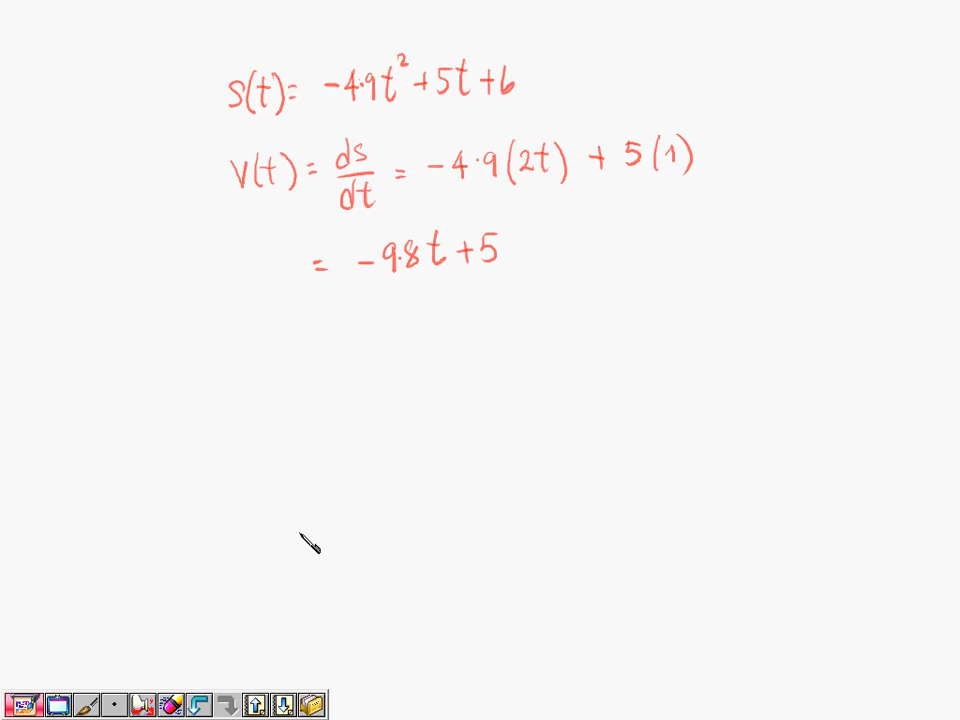 s(t) = -4.9t² + 5t + 6
v(t) = ds/dt = -4.9(2t) + 5(1)
= -9.8t + 5